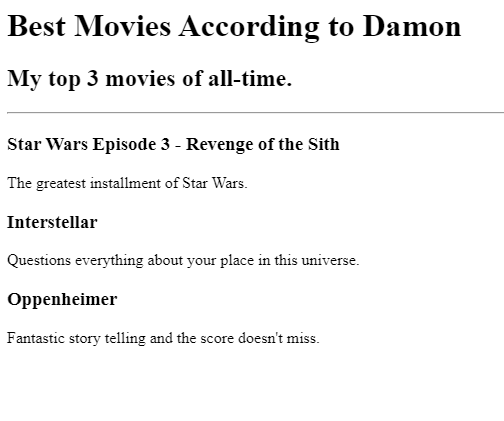 Best Movies According to Damon
My top 3 movies of all-time.
Star Wars Episode 3 - Revenge of the Sith
The greatest installment of Star Wars.
Interstellar
Questions everything about your place in this universe.
Oppenheimer
Fantastic story telling and the score doesn't miss.